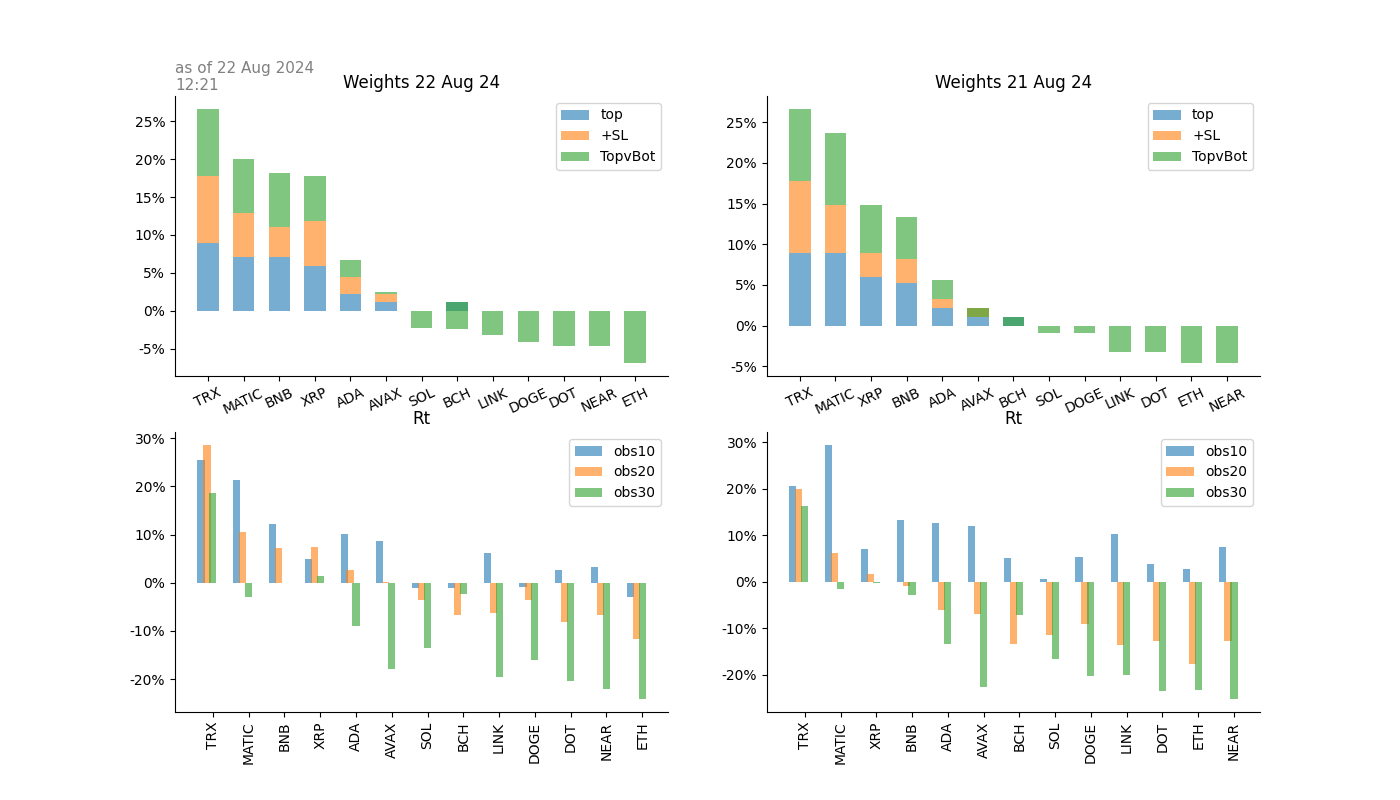 as of 22 Aug 2024
12:21
Weights 22 Aug 24
25%
20%
15%
10%
5%
0%
-5%
top
+SL
TopvBot
TRX MATIC BNB XRP ADA AVAX SOL BCH LINK DOGE DOT NEAR ETH
Weights 21 Aug 24
25%
20%
15%
10%
5%
0%
-5%
top
+SL
TopvBot
TRX MATIC XRP BNB ADA AVAX BCH SOL DOGE LINK DOT ETH NEAR
Rt
30%
20%
10%
0%
-10%
-20%
obs10
obs20
obs30
TRX MATIC BNB XRP ADA AVAX SOL BCH LINK DOGE DOT NEAR ETH
Rt
30%
20%
10%
0%
-10%
-20%
obs10
obs20
obs30
TRX MATIC XRP BNB ADA AVAX BCH SOL DOGE LINK DOT ETH NEAR